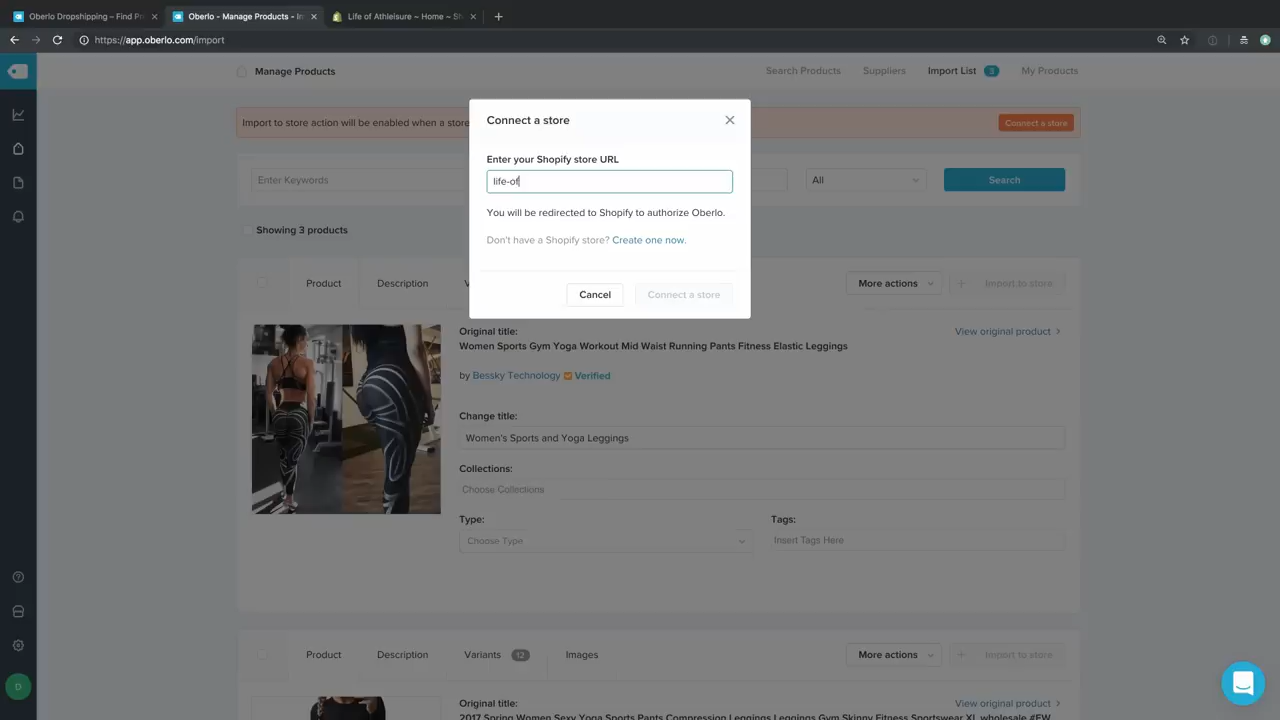 Oberlo Dropshipping – Find Pr
Oberlo - Manage Products - Im
Life of Athleisure ~ Home ~ Sh
https://app.oberlo.com/import
Manage Products
Search Products
Suppliers
Import List
3
My Products
Import to store action will be enabled when a store
Connect a store
Enter Keywords
All
Search
Showing 3 products
Connect a store
Enter your Shopify store URL
life-of
You will be redirected to Shopify to authorize Oberlo.
Don't have a Shopify store? Create one now.
Cancel
Connect a store
Product
Description
V
More actions
Import to store
Original title:
View original product
Women Sports Gym Yoga Workout Mid Waist Running Pants Fitness Elastic Leggings
by Bessky Technology Verified
Change title:
Women's Sports and Yoga Leggings
Collections:
Choose Collections
Type:
Tags:
Choose Type
Insert Tags Here
D
Product
Description
Variants
12
Images
More actions
Import to store
Original title:
View original product
2017 Spring Women Sexy Yoga Sports Pants Compression Leggings Leggings Gym Skinny Fitness Sportswear XL wholesale #FW